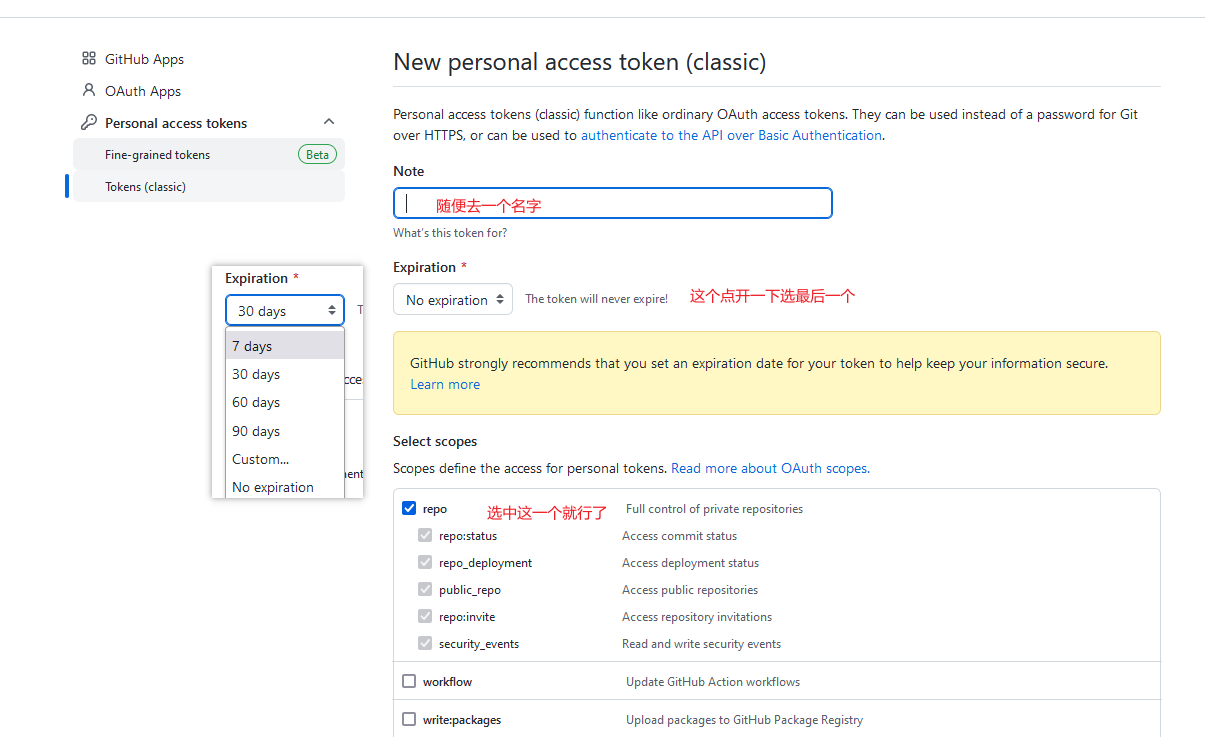 GitHub Apps
OAuth Apps
Personal access tokens
Fine-grained tokens Beta
Tokens (classic)
New personal access token (classic)
Personal access tokens (classic) function like ordinary OAuth access tokens. They can be used instead of a password for Git
over HTTPS, or can be used to authenticate to the API over Basic Authentication.
Note
随便去一个名字
What's this token for?
Expiration *
No expiration The token will never expire! 这个点开一下选最后一个
Expiration *
30 days
7 days
30 days
60 days
90 days
Custom...
No expiration
GitHub strongly recommends that you set an expiration date for your token to help keep your information secure.
Learn more
Select scopes
Scopes define the access for personal tokens. Read more about OAuth scopes.
repo 选中这一个就行了 Full control of private repositories
repo:status Access commit status
repo_deployment Access deployment status
public_repo Access public repositories
repo:invite Access repository invitations
security_events Read and write security events
workflow Update GitHub Action workflows
write:packages Upload packages to GitHub Package Registry